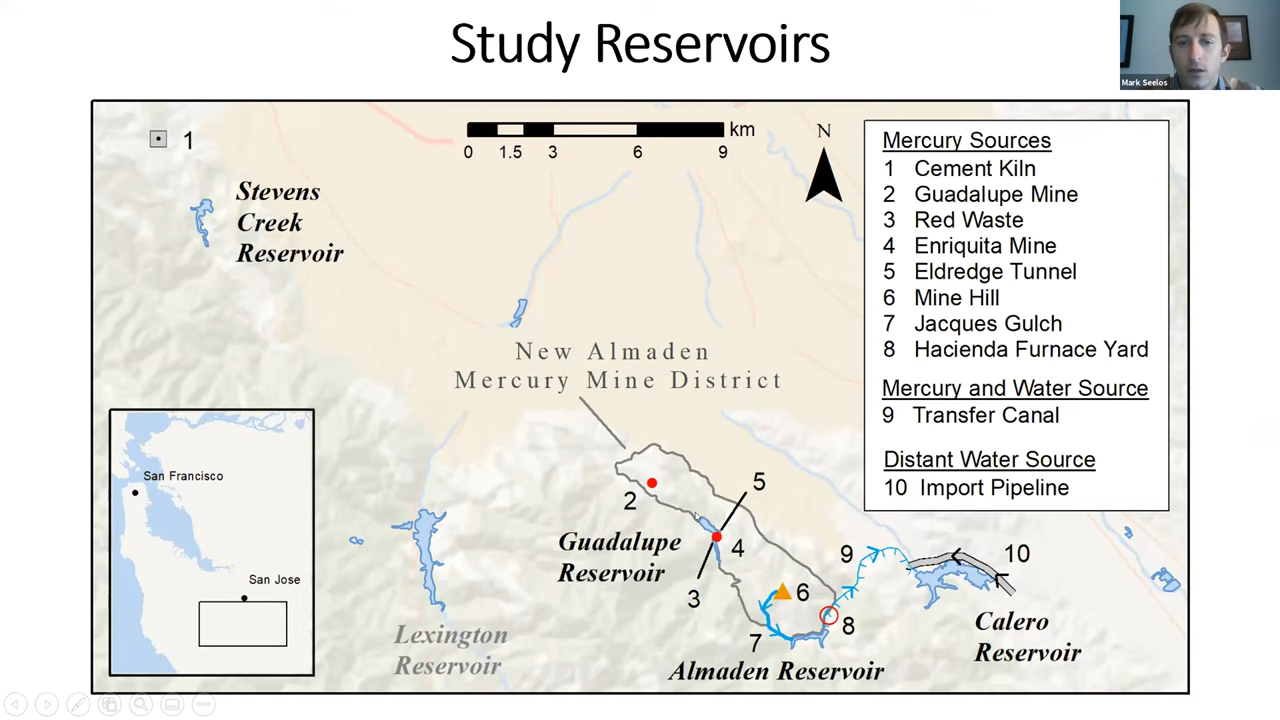 Study Reservoirs
Mark Seelos
1
Stevens
Creek
Reservoir
km
0 1.5 3 6 9
N
Mercury Sources
1 Cement Kiln
2 Guadalupe Mine
3 Red Waste
4 Enriquita Mine
5 Eldredge Tunnel
6 Mine Hill
7 Jacques Gulch
8 Hacienda Furnace Yard
Mercury and Water Source
9 Transfer Canal
Distant Water Source
10 Import Pipeline
New Almaden
Mercury Mine District
San Francisco
San Jose
2
5
Guadalupe
Reservoir
4
3
6
7
8
9
10
Lexington
Reservoir
Almaden Reservoir
Calero
Reservoir